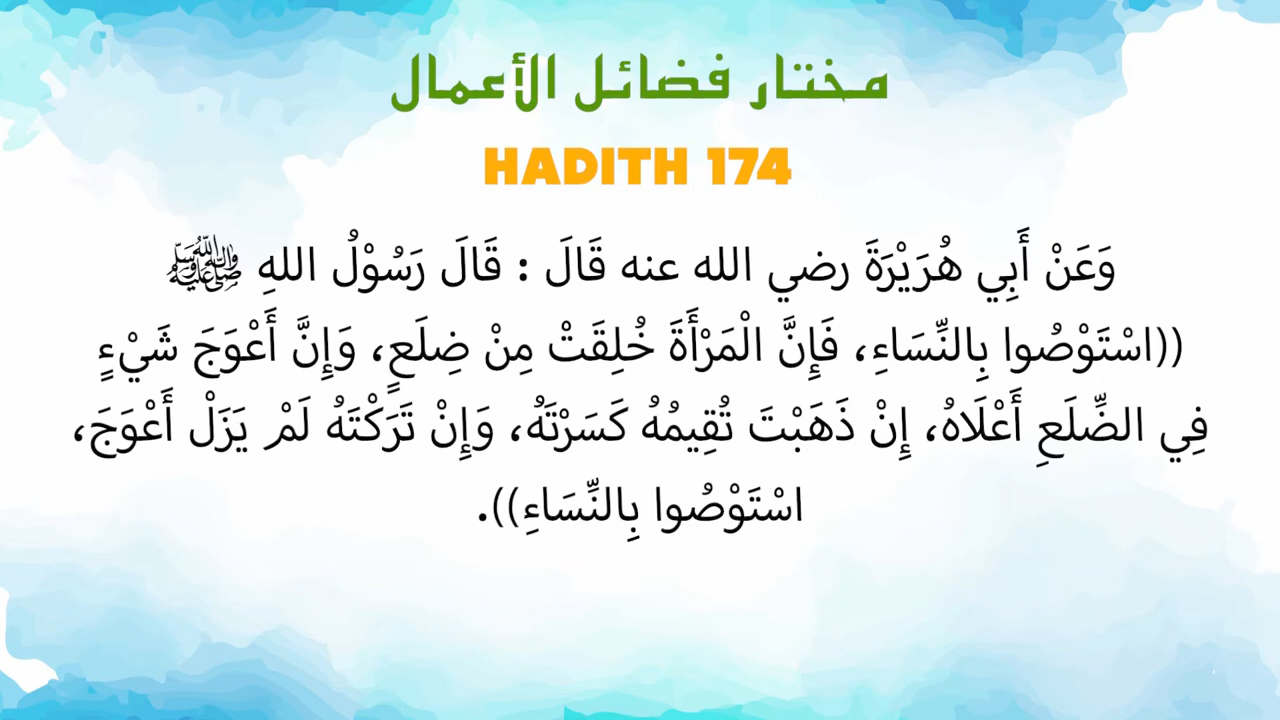 مختار فضائل الأعمال
HADITH 174
وَعَنْ أَبِي هُرَيْرَةَ رضي الله عنه قَالَ : قَالَ رَسُوْلُ اللهِ ﷺ
((اسْتَوْصُوا بِالنِّسَاءِ، فَإِنَّ الْمَرْأَةَ خُلِقَتْ مِنْ ضِلَعٍ، وَإِنَّ أَعْوَجَ شَيْءٍ
فِي الضِّلَعِ أَعْلَاهُ، إِنْ ذَهَبْتَ تُقِيمُهُ كَسَرْتَهُ، وَإِنْ تَرَكْتَهُ لَمْ يَزَلْ أَعْوَجَ،
اسْتَوْصُوا بِالنِّسَاءِ)).